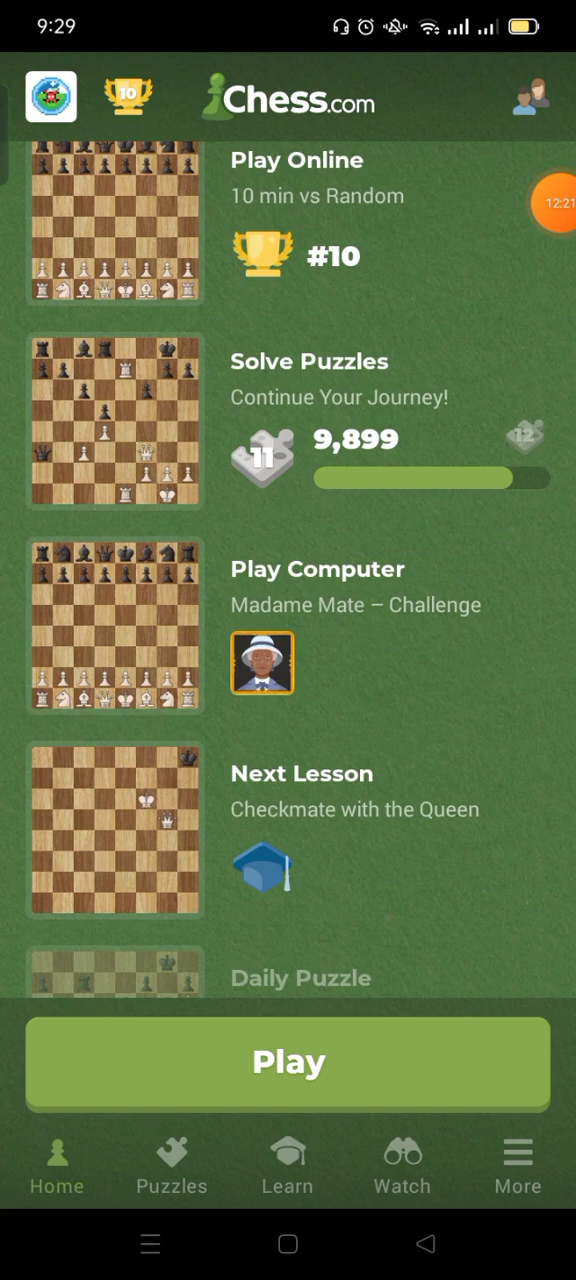 9:29
10
Chess.com
Play Online
10 min vs Random
12:21
#10
Solve Puzzles
Continue Your Journey!
11
9,899
12
Play Computer
Madame Mate – Challenge
Next Lesson
Checkmate with the Queen
Daily Puzzle
Play
Home
Puzzles
Learn
Watch
More